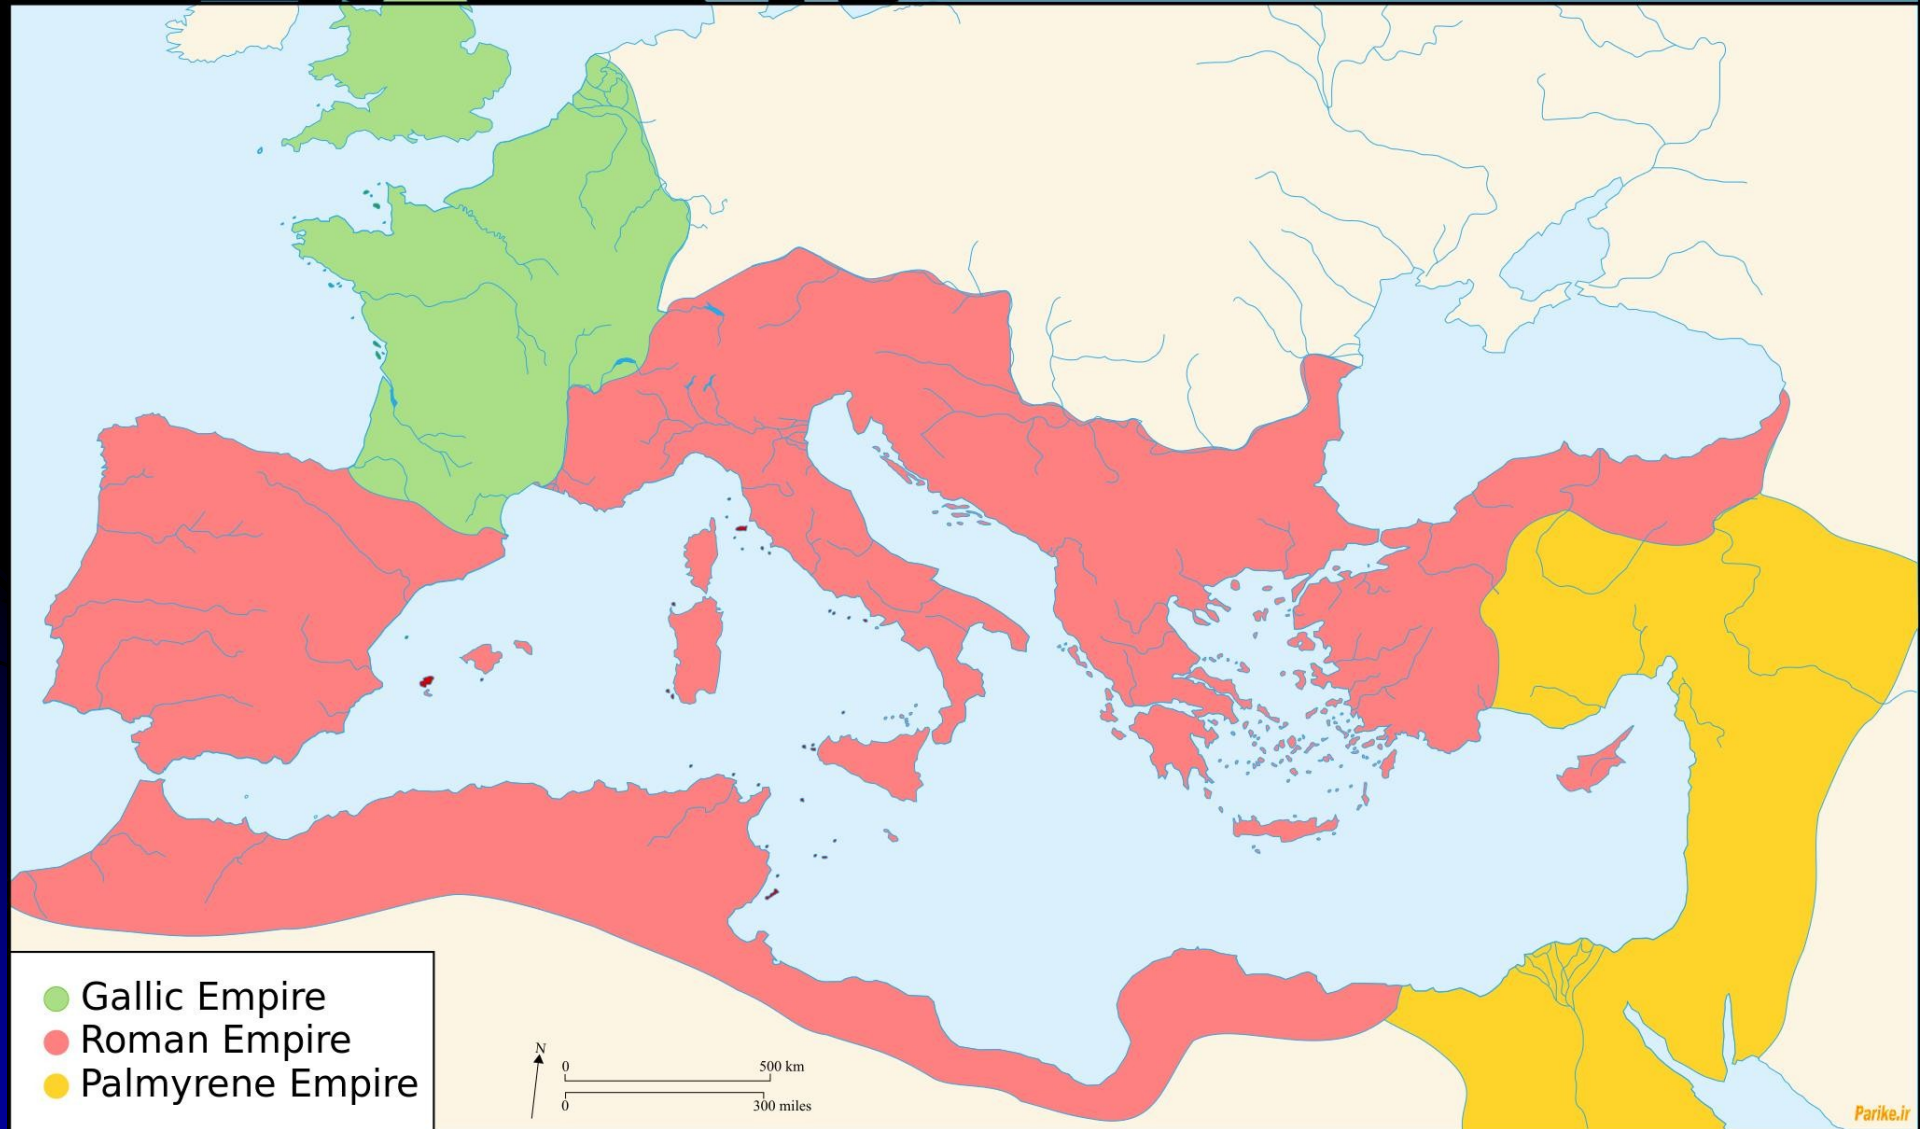 Gallic Empire
Roman Empire
Palmyrene Empire
N
0 500 km
0 300 miles
Parike.ir